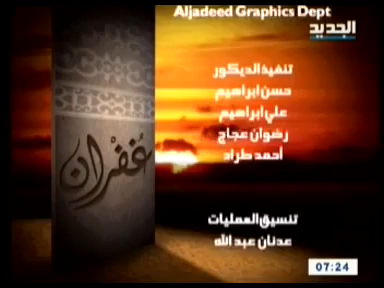 Aljadeed Graphics Dept
الجديد
تنفيذ الديكور
حسن ابراهيم
علي ابراهيم
رضوان عجاج
أحمد طراد
غفران
تنسيق العمليات
عدنان عبد الله
07:24